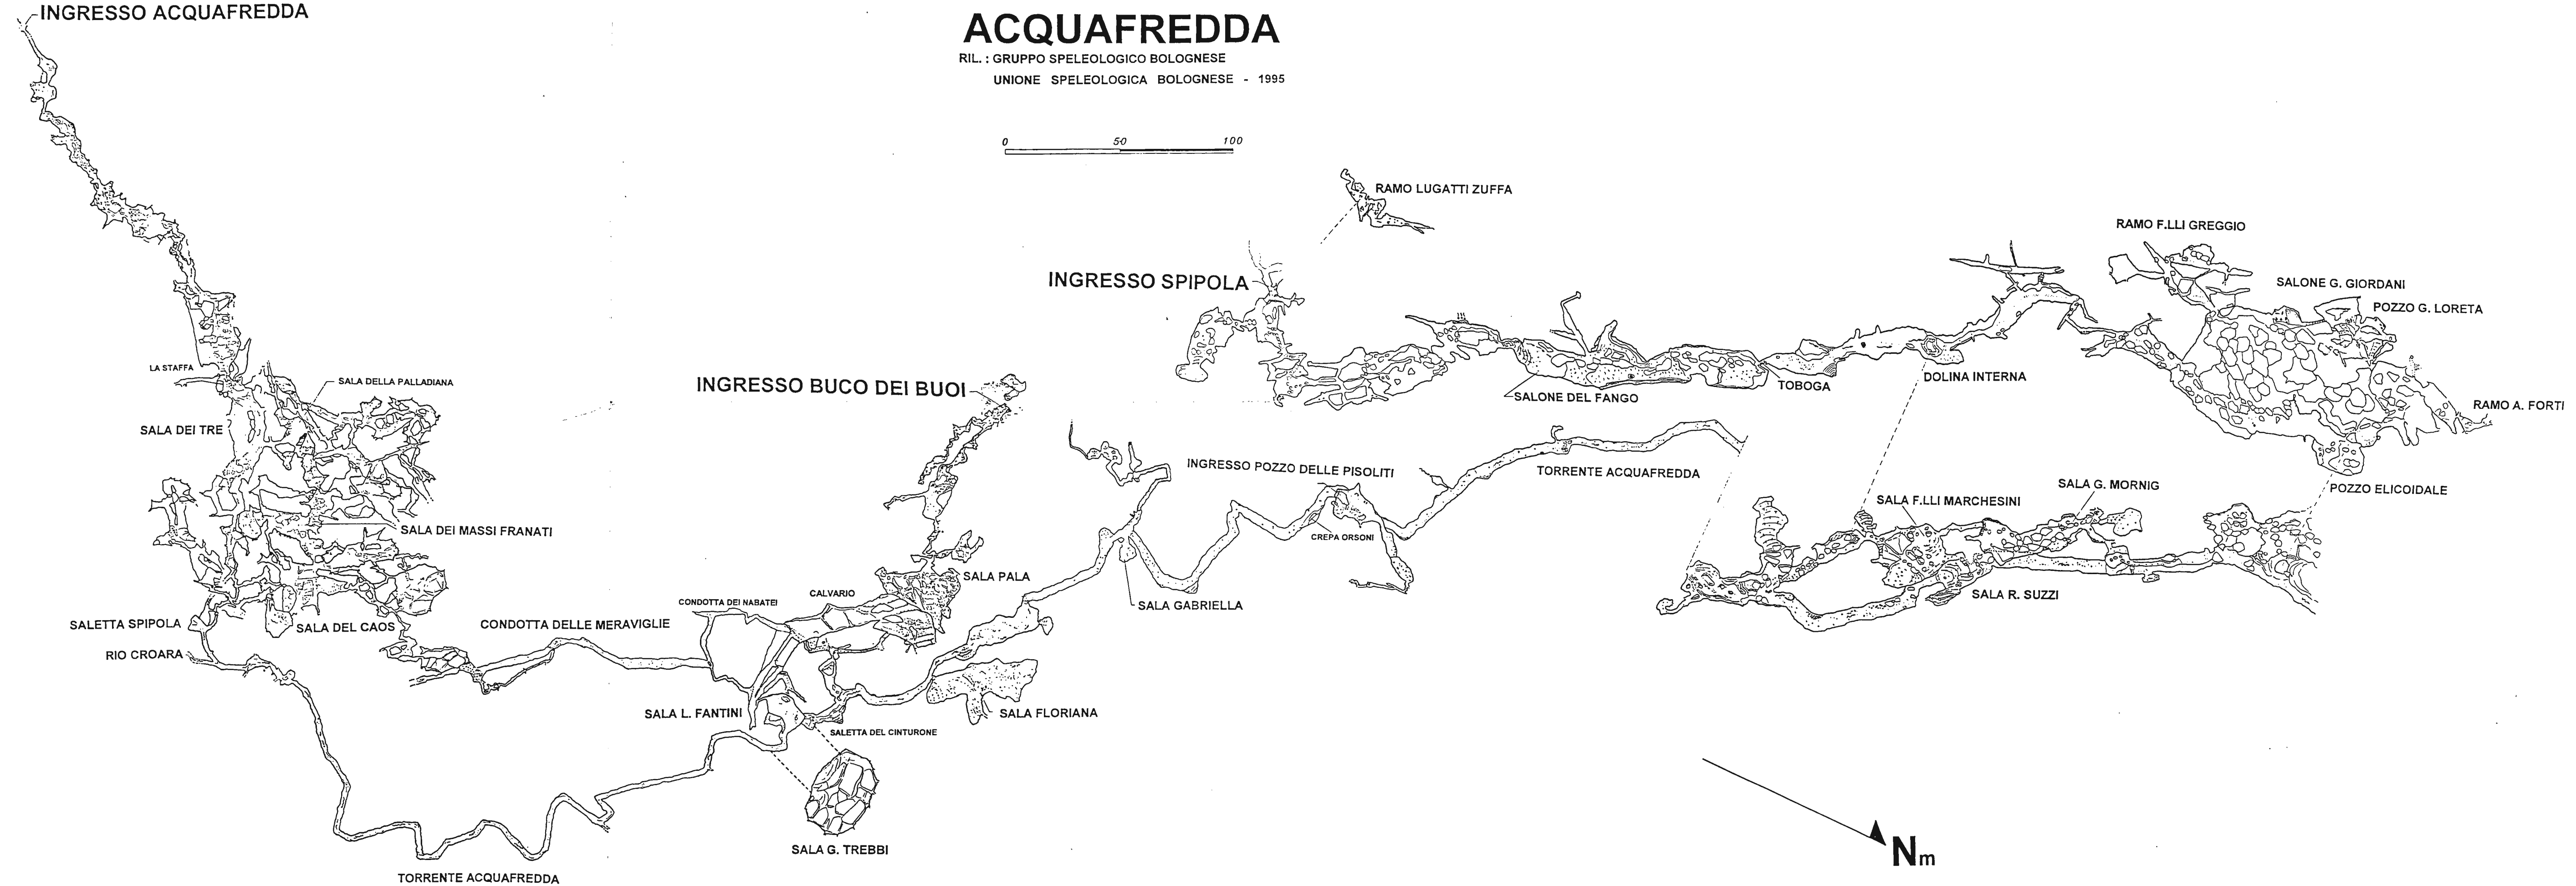 INGRESSO ACQUAFREDDA
ACQUAFREDDA
RIL. : GRUPPO SPELEOLOGICO BOLOGNESE
UNIONE SPELEOLOGICA BOLOGNESE - 1995
0 50 100
RAMO LUGATTI ZUFFA
RAMO F.LLI GREGGIO
INGRESSO SPIPOLA
SALONE G. GIORDANI
POZZO G. LORETA
LA STAFFA
SALA DELLA PALLADIANA
INGRESSO BUCO DEI BUOI
TOBOGA
DOLINA INTERNA
SALONE DEL FANGO
RAMO A. FORTI
SALA DEI TRE
INGRESSO POZZO DELLE PISOLITI
TORRENTE ACQUAFREDDA
POZZO ELICOIDALE
SALA G. MORNIG
SALA F.LLI MARCHESINI
SALA DEI MASSI FRANATI
CREPA ORSONI
SALA PALA
CALVARIO
CONDOTTA DEI NABATEI
SALA GABRIELLA
SALA R. SUZZI
SALETTA SPIPOLA
SALA DEL CAOS
CONDOTTA DELLE MERAVIGLIE
RIO CROARA
SALA L. FANTINI
SALA FLORIANA
SALETTA DEL CINTURONE
SALA G. TREBBI
Nm
TORRENTE ACQUAFREDDA